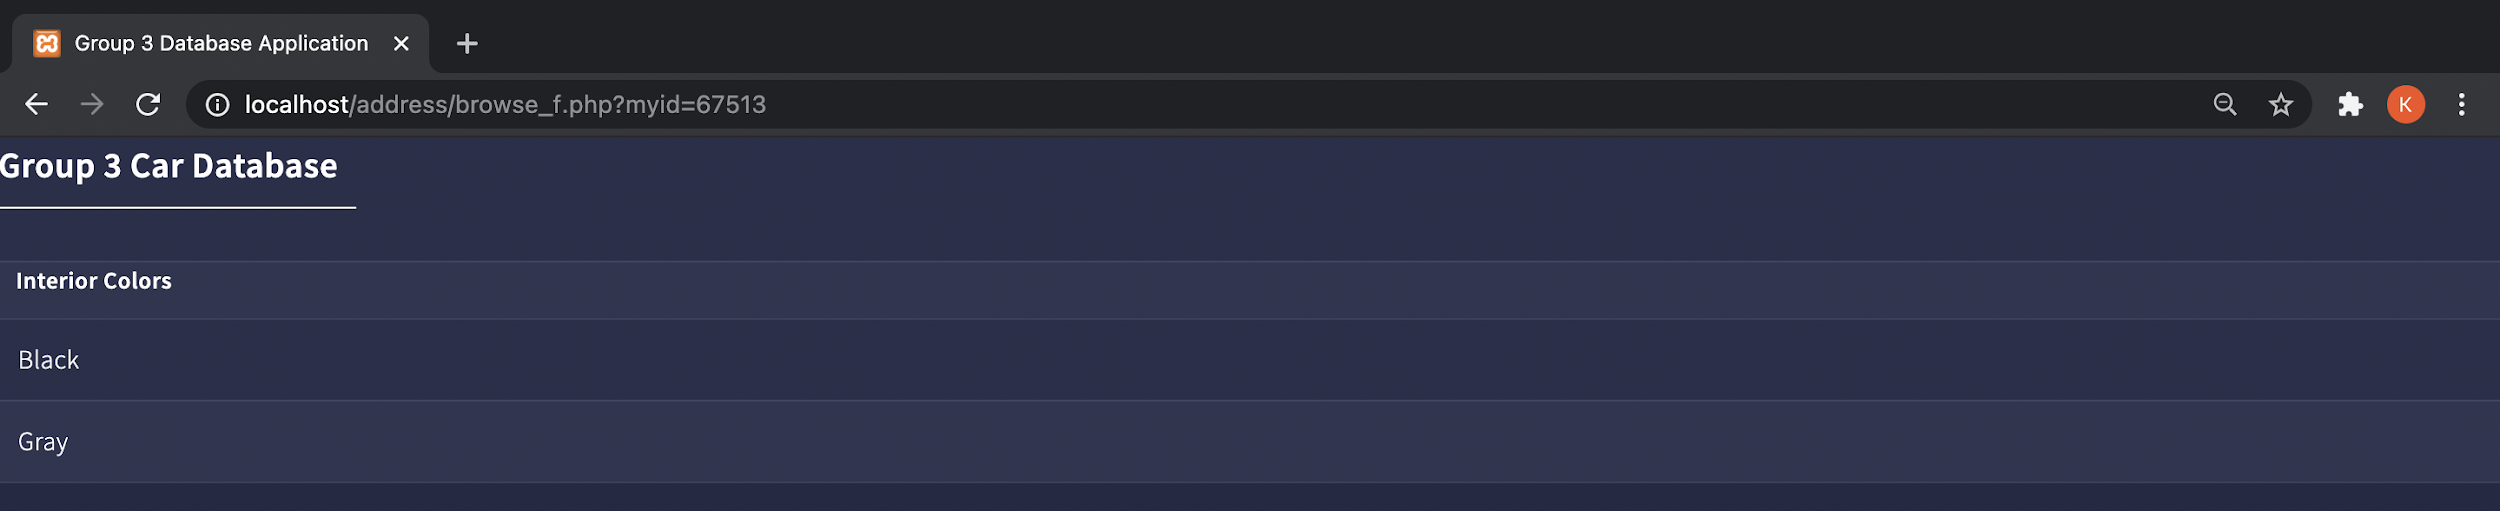 Group 3 Database Application
localhost/address/browse_f.php?myid=67513
K
Group 3 Car Database
Interior Colors
Black
Gray